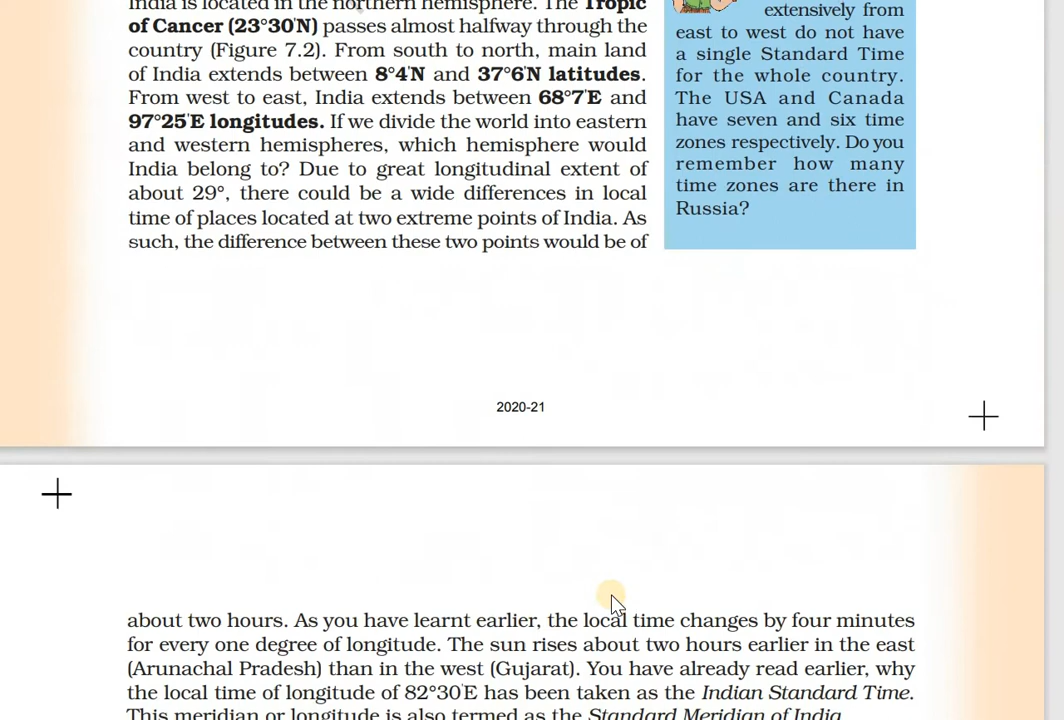 India is located in the northern hemisphere. The Tropic
of Cancer (23°30'N) passes almost halfway through the
country (Figure 7.2). From south to north, main land
of India extends between 8°4'N and 37°6'N latitudes.
From west to east, India extends between 68°7'E and
97°25'E longitudes. If we divide the world into eastern
and western hemispheres, which hemisphere would
India belong to? Due to great longitudinal extent of
about 29°, there could be a wide differences in local
time of places located at two extreme points of India. As
such, the difference between these two points would be of
extensively from
east to west do not have
a single Standard Time
for the whole country.
The USA and Canada
have seven and six time
zones respectively. Do you
remember how many
time zones are there in
Russia?
2020-21
about two hours. As you have learnt earlier, the local time changes by four minutes
for every one degree of longitude. The sun rises about two hours earlier in the east
(Arunachal Pradesh) than in the west (Gujarat). You have already read earlier, why
the local time of longitude of 82°30'E has been taken as the Indian Standard Time.
This meridian or longitude is also termed as the Standard Meridian of India